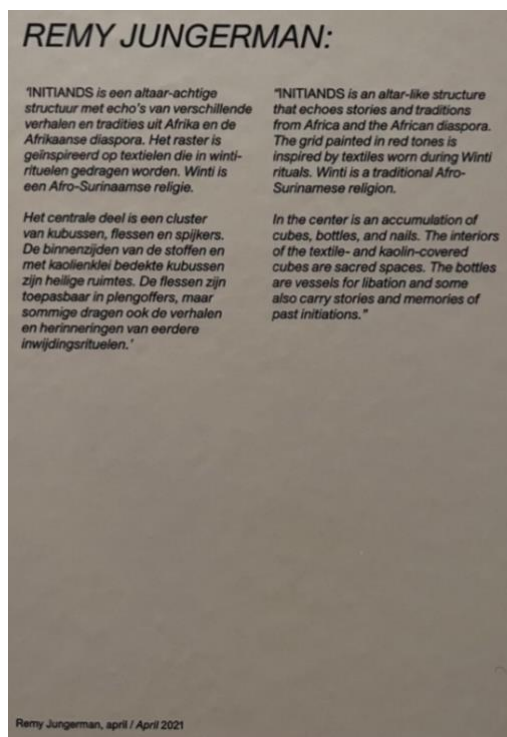 REMY JUNGERMAN:
'INITIANDS is een altaar-achtige
structuur met echo's van verschillende
verhalen en tradities uit Afrika en de
Afrikaanse diaspora. Het raster is
geïnspireerd op textielen die in winti-
rituelen gedragen worden. Winti is
een Afro-Surinaamse religie.
Het centrale deel is een cluster
van kubussen, flessen en spijkers.
De binnenzijden van de stoffen en
met kaolienklei bedekte kubussen
zijn heilige ruimtes. De flessen zijn
toepasbaar in plengoffers, maar
sommige dragen ook de verhalen
en herinneringen van eerdere
inwijdingsrituelen.'
"INITIANDS is an altar-like structure
that echoes stories and traditions
from Africa and the African diaspora.
The grid painted in red tones is
inspired by textiles worn during Winti
rituals. Winti is a traditional Afro-
Surinamese religion.
In the center is an accumulation of
cubes, bottles, and nails. The interiors
of the textile- and kaolin-covered
cubes are sacred spaces. The bottles
are vessels for libation and some
also carry stories and memories of
past initiations."
Remy Jungerman, april / April 2021